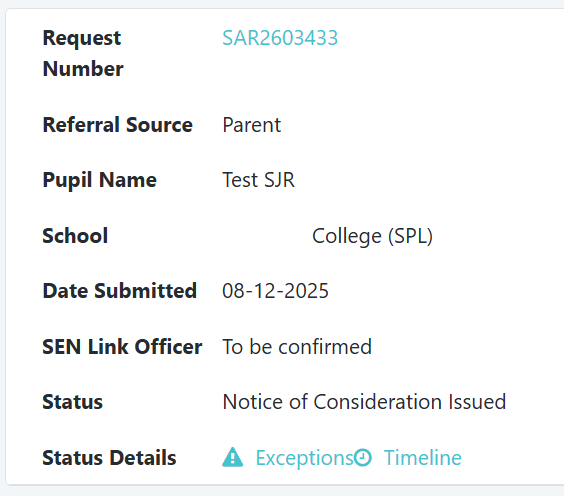 Request Number SAR2603433
Referral Source Parent
Pupil Name Test SJR
School College (SPL)
Date Submitted 08-12-2025
SEN Link Officer To be confirmed
Status Notice of Consideration Issued
Status Details Exceptions Timeline